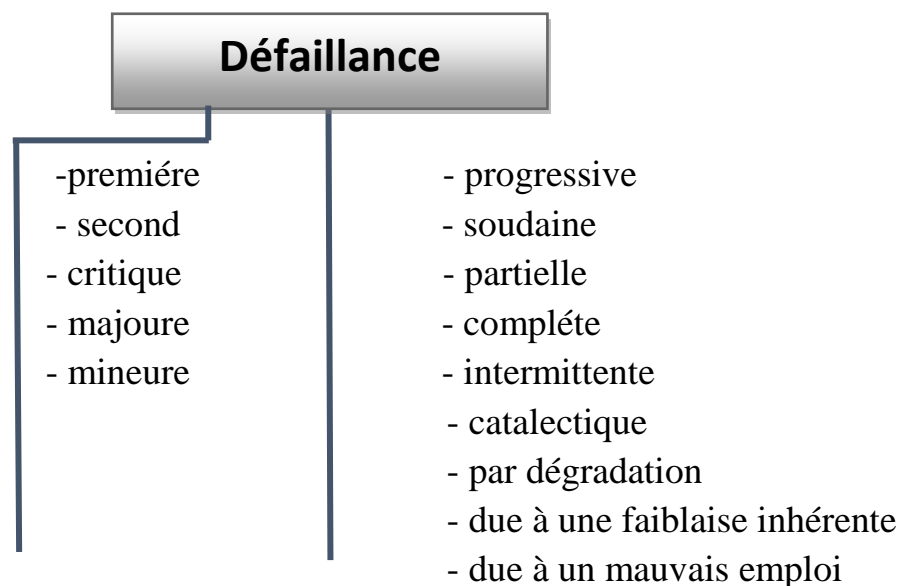 Défaillance
-premiére
- second
- critique
- majoure
- mineure
- progressive
- soudaine
- partielle
- compléte
- intermittente
- catalectique
- par dégradation
- due à une faiblaise inhérente
- due à un mauvais emploi